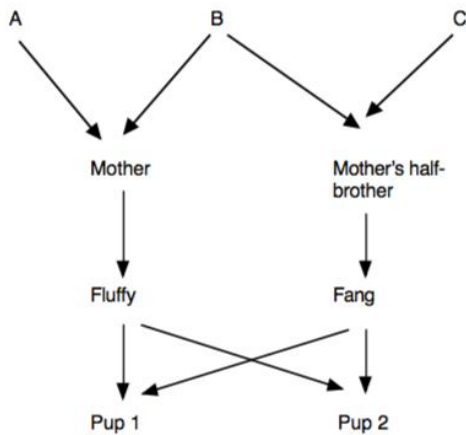 A B C
Mother Mother's half-
brother
Fluffy Fang
Pup 1 Pup 2